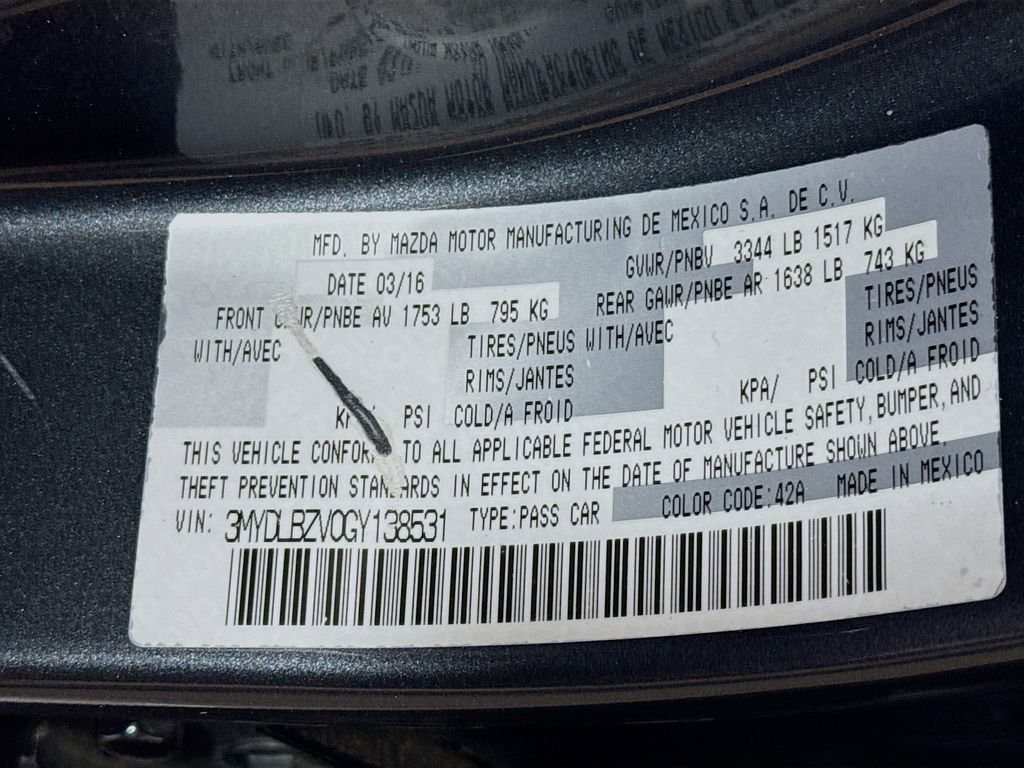 MFD. BY MAZDA MOTOR MANUFACTURING DE MEXICO S.A. DE C.V.
DATE 03/16 GVWR/PNBV 3344 LB 1517 KG
FRONT GAWR/PNBE AV 1753 LB 795 KG REAR GAWR/PNBE AR 1638 LB 743 KG
WITH/AVEC TIRES/PNEUS WITH/AVEC TIRES/PNEUS
RIMS/JANTES RIMS/JANTES
KPA/ PSI COLD/A FROID KPA/ PSI COLD/A FROID
THIS VEHICLE CONFORMS TO ALL APPLICABLE FEDERAL MOTOR VEHICLE SAFETY, BUMPER, AND
THEFT PREVENTION STANDARDS IN EFFECT ON THE DATE OF MANUFACTURE SHOWN ABOVE.
VIN: 3MYDLBZV0GY138531 TYPE:PASS CAR COLOR CODE:42A MADE IN MEXICO